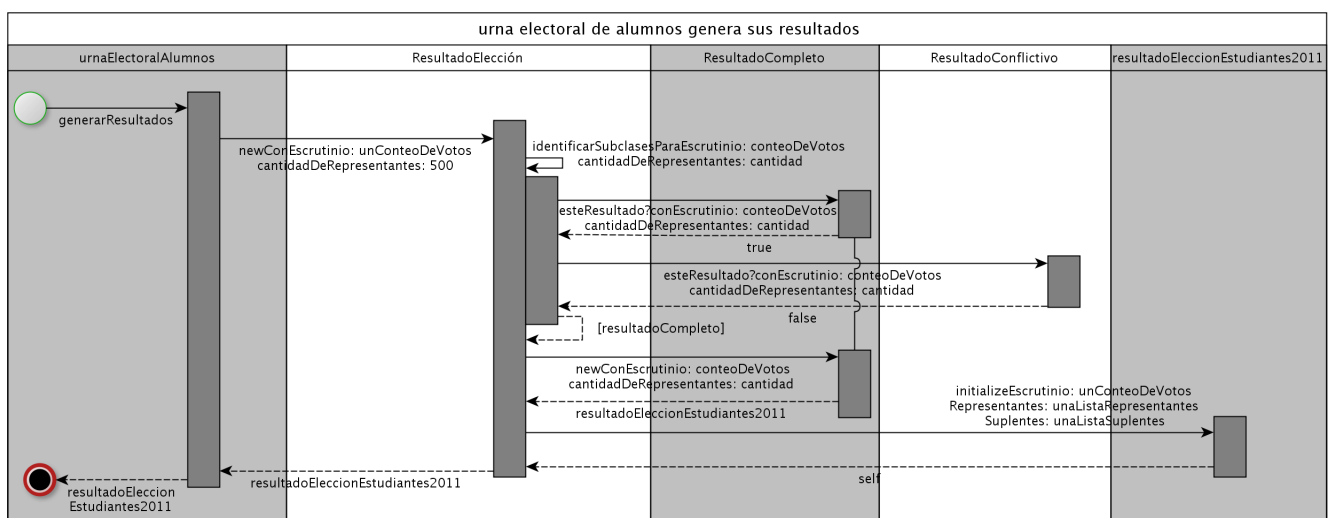 urna electoral de alumnos genera sus resultados
urnaElectoralAlumnos
ResultadoElección
ResultadoCompleto
ResultadoConflictivo
resultadoEleccionEstudiantes2011
generarResultados
newConEscrutinio: unConteoDeVotos
cantidadDeRepresentantes: 500
identificarSubclasesParaEscrutinio: conteoDeVotos
cantidadDeRepresentantes: cantidad
esteResultado?conEscrutinio: conteoDeVotos
cantidadDeRepresentantes: cantidad
true
esteResultado?conEscrutinio: conteoDeVotos
cantidadDeRepresentantes: cantidad
false
[resultadoCompleto]
newConEscrutinio: conteoDeVotos
cantidadDeRepresentantes: cantidad
resultadoEleccionEstudiantes2011
initializeEscrutinio: unConteoDeVotos
Representantes: unaListaRepresentantes
Suplentes: unaListaSuplentes
self
resultadoEleccionEstudiantes2011
resultadoEleccion
Estudiantes2011